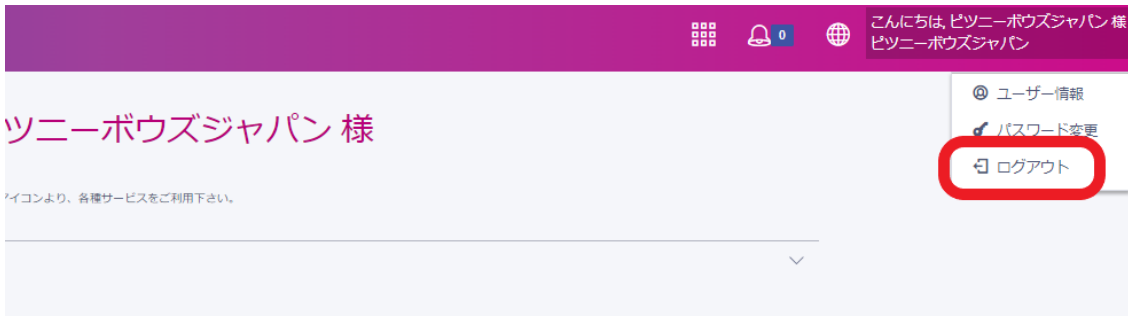 0
こんにちは, ピツニーボウズジャパン 様
ピツニーボウズジャパン
ユーザー情報
パスワード変更
ログアウト
ツニーボウズジャパン 様
イコンより、各種サービスをご利用下さい。